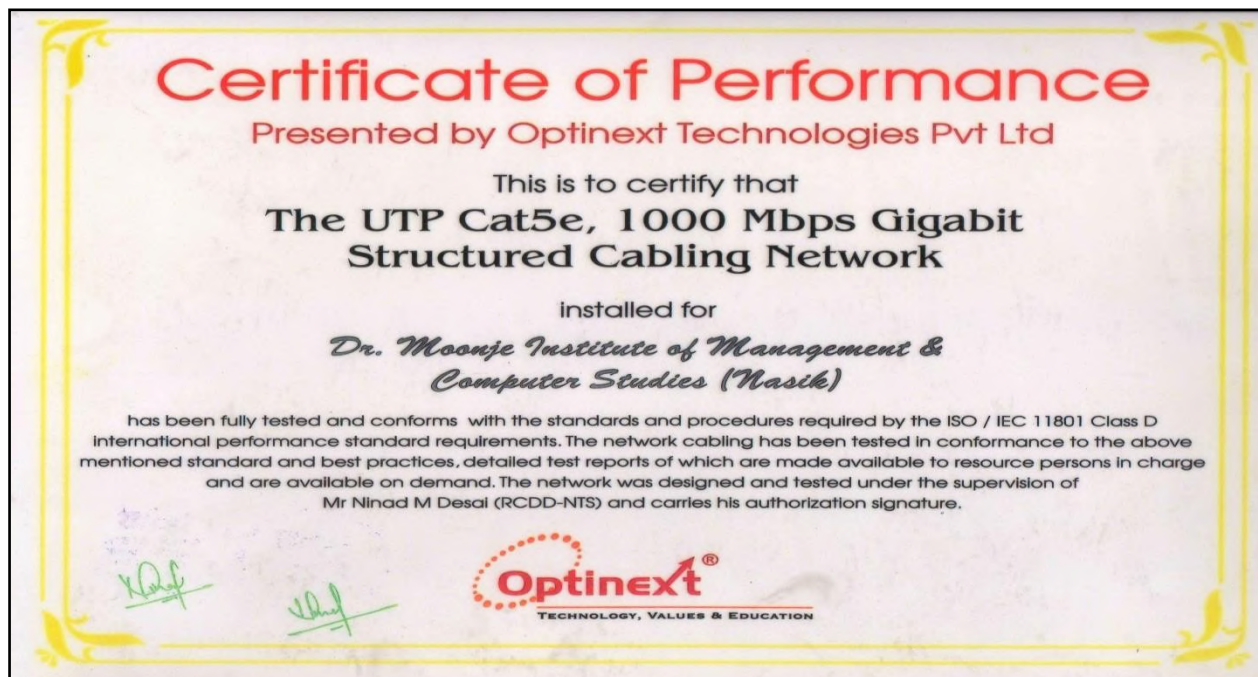 Certificate of Performance
Presented by Optinext Technologies Pvt Ltd
This is to certify that
The UTP Cat5e, 1000 Mbps Gigabit
Structured Cabling Network
installed for
Dr. Moonje Institute of Management &
Computer Studies (Nasik)
has been fully tested and conforms with the standards and procedures required by the ISO / IEC 11801 Class D
international performance standard requirements. The network cabling has been tested in conformance to the above
mentioned standard and best practices, detailed test reports of which are made available to resource persons in charge
and are available on demand. The network was designed and tested under the supervision of
Mr Ninad M Desai (RCDD-NTS) and carries his authorization signature.
Optinext®
TECHNOLOGY, VALUES & EDUCATION